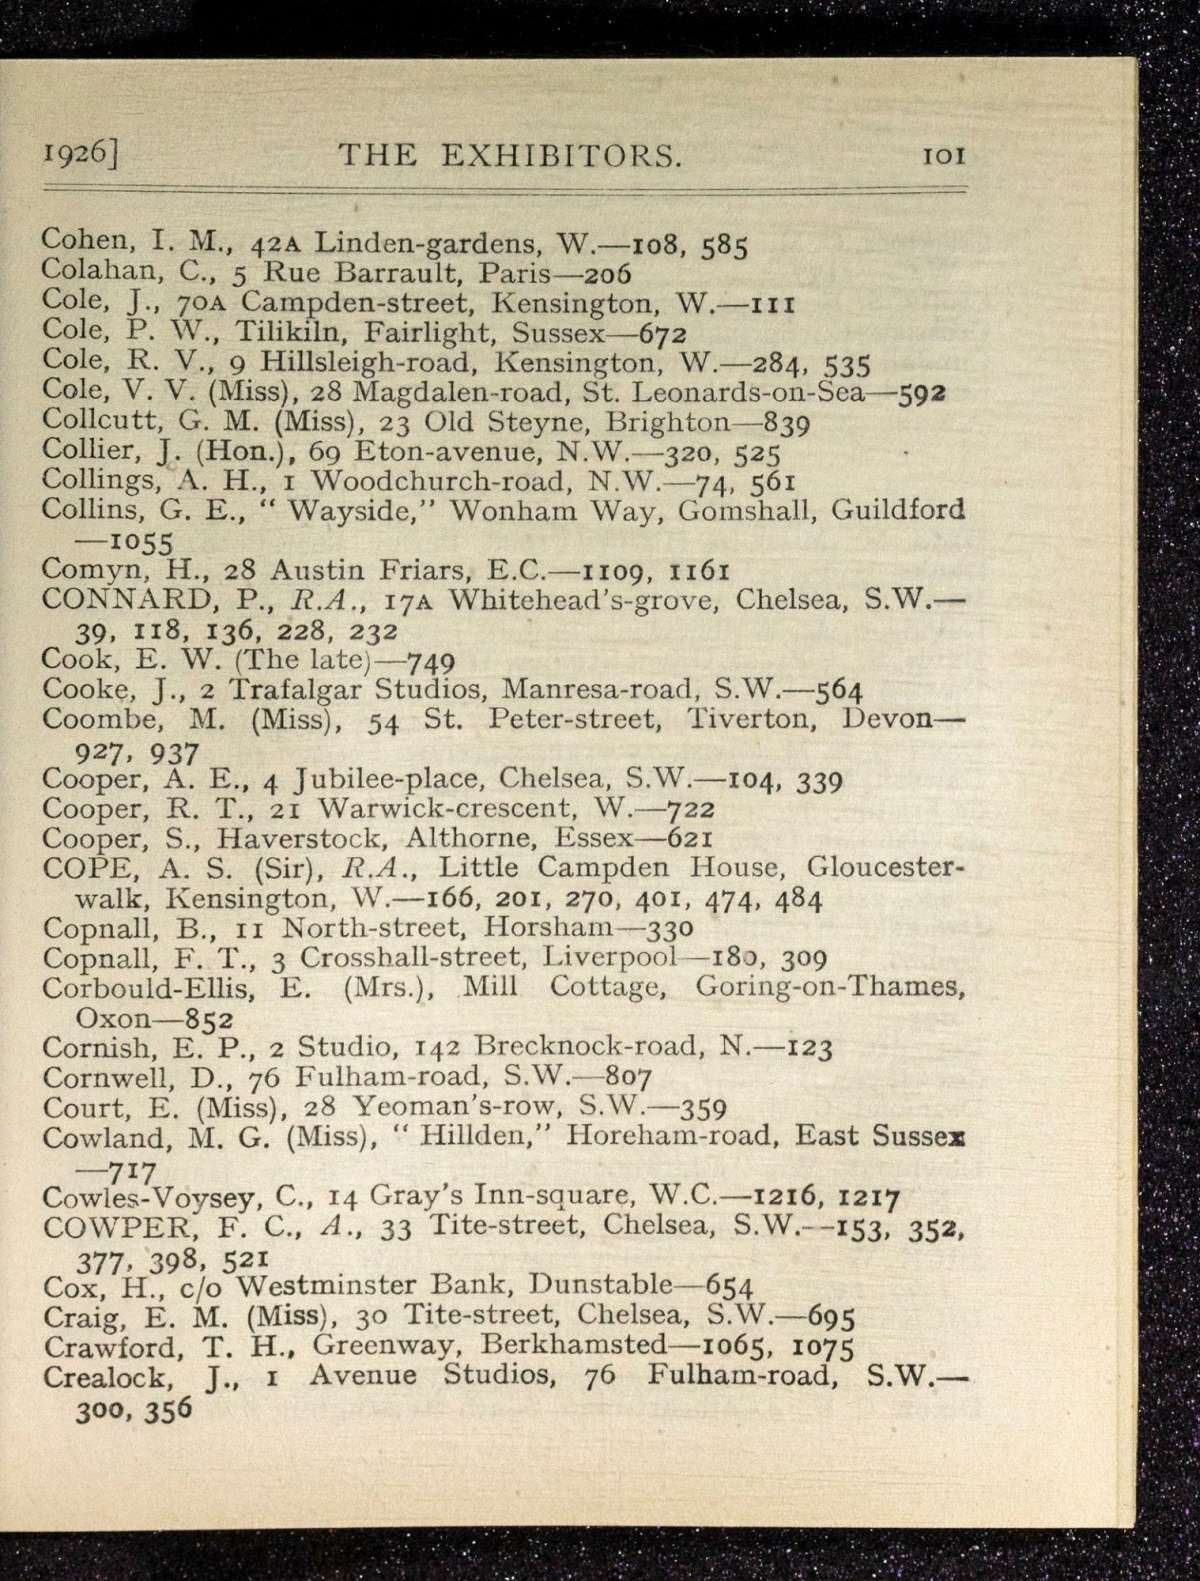 1926] THE EXHIBITORS. 101
Cohen, I. M., 42A Linden-gardens, W.—108, 585
Colahan, C., 5 Rue Barrault, Paris—206
Cole, J., 70A Campden-street, Kensington, W.—111
Cole, P. W., Tilikiln, Fairlight, Sussex—672
Cole, R. V., 9 Hillsleigh-road, Kensington, W.—284, 535
Cole, V. V. (Miss), 28 Magdalen-road, St. Leonards-on-Sea—592
Collcutt, G. M. (Miss), 23 Old Steyne, Brighton—839
Collier, J. (Hon.), 69 Eton-avenue, N.W.—320, 525
Collings, A. H., 1 Woodchurch-road, N.W.—74, 561
Collins, G. E., “ Wayside,” Wonham Way, Gomshall, Guildford
—1055
Comyn, H., 28 Austin Friars, E.C.—1109, 1161
CONNARD, P., R.A., 17A Whitehead's-grove, Chelsea, S.W.—
39, 118, 136, 228, 232
Cook, E. W. (The late)—749
Cooke, J., 2 Trafalgar Studios, Manresa-road, S.W.—564
Coombe, M. (Miss), 54 St. Peter-street, Tiverton, Devon—
927, 937
Cooper, A. E., 4 Jubilee-place, Chelsea, S.W.—104, 339
Cooper, R. T., 21 Warwick-crescent, W.—722
Cooper, S., Haverstock, Althorne, Essex—621
COPE, A. S. (Sir), R.A., Little Campden House, Gloucester-
walk, Kensington, W.—166, 201, 270, 401, 474, 484
Copnall, B., 11 North-street, Horsham—330
Copnall, F. T., 3 Crosshall-street, Liverpool—180, 309
Corbould-Ellis, E. (Mrs.), Mill Cottage, Goring-on-Thames,
Oxon—852
Cornish, E. P., 2 Studio, 142 Brecknock-road, N.—123
Cornwell, D., 76 Fulham-road, S.W.—807
Court, E. (Miss), 28 Yeoman's-row, S.W.—359
Cowland, M. G. (Miss), “ Hillden,” Horeham-road, East Sussex
—717
Cowles-Voysey, C., 14 Gray's Inn-square, W.C.—1216, 1217
COWPER, F. C., A., 33 Tite-street, Chelsea, S.W.--153, 352,
377, 398, 521
Cox, H., c/o Westminster Bank, Dunstable—654
Craig, E. M. (Miss), 30 Tite-street, Chelsea, S.W.—695
Crawford, T. H., Greenway, Berkhamsted—1065, 1075
Crealock, J., 1 Avenue Studios, 76 Fulham-road, S.W.—
300, 356